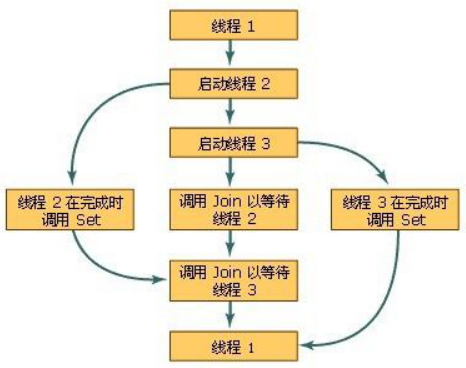 线程 1
启动线程 2
启动线程 3
线程 2 在完成时
调用 Set
调用 Join 以等待
线程 2
线程 3 在完成时
调用 Set
调用 Join 以等待
线程 3
线程 1